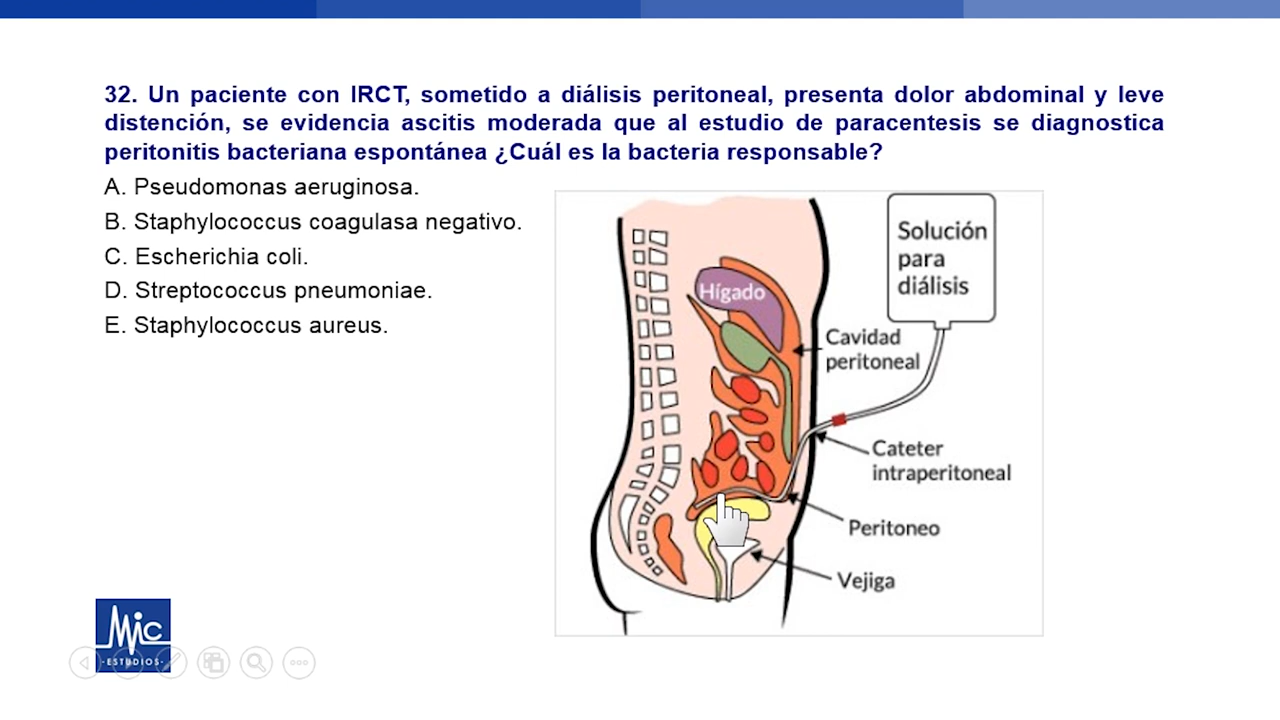 32. Un paciente con IRCT, sometido a diálisis peritoneal, presenta dolor abdominal y leve
distención, se evidencia ascitis moderada que al estudio de paracentesis se diagnostica
peritonitis bacteriana espontánea ¿Cuál es la bacteria responsable?
A. Pseudomonas aeruginosa.
B. Staphylococcus coagulasa negativo.
C. Escherichia coli.
D. Streptococcus pneumoniae.
E. Staphylococcus aureus.
Solución
para
diálisis
Hígado
Cavidad
peritoneal
Cateter
intraperitoneal
Peritoneo
Vejiga
Mic
-ESTUDIOS-